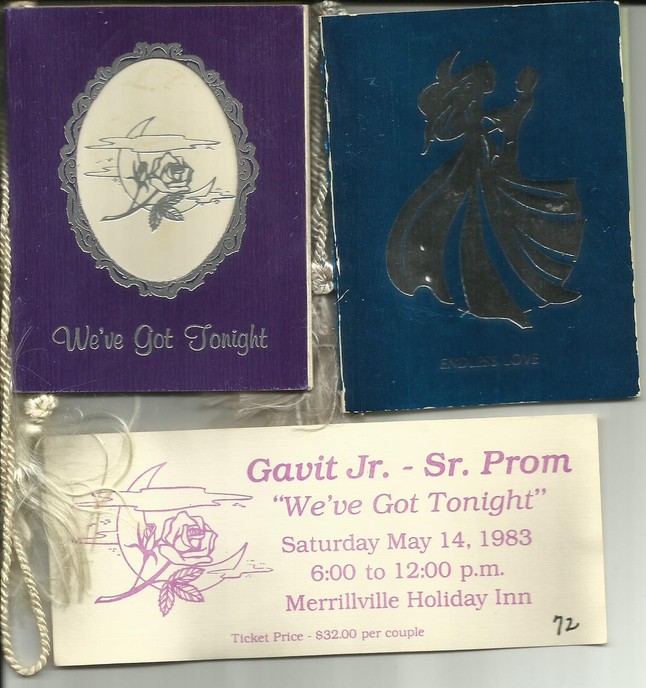 We've Got Tonight
ENDLESS LOVE
Gavit Jr. - Sr. Prom
"We've Got Tonight"
Saturday May 14, 1983
6:00 to 12:00 p.m.
Merrillville Holiday Inn
Ticket Price - $32.00 per couple
72